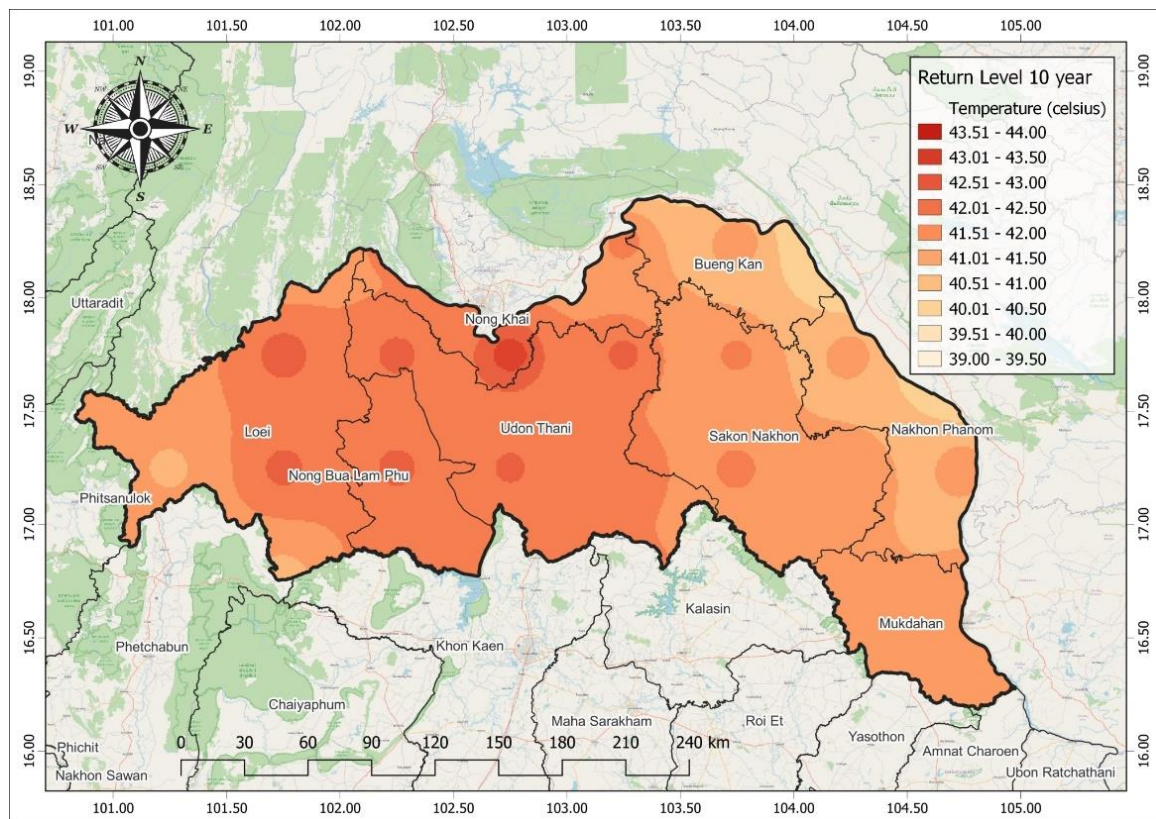 101.00 101.50 102.00 102.50 103.00 103.50 104.00 104.50 105.00
19.00
18.50
18.00
17.50
17.00
16.50
16.00
N
NW
NE
W
E
SW
SE
S
Return Level 10 year
Temperature (celsius)
43.51 - 44.00
43.01 - 43.50
42.51 - 43.00
42.01 - 42.50
41.51 - 42.00
41.01 - 41.50
40.51 - 41.00
40.01 - 40.50
39.51 - 40.00
39.00 - 39.50
19.00
18.50
18.00
17.50
17.00
16.50
16.00
Bueng Kan
Uttaradit
Nong Khai
Loei
Udon Thani
Sakon Nakhon
Nakhon Phanom
Nong Bua Lam Phu
Phitsanulok
Kalasin
Mukdahan
Phetchabun
Khon Kaen
Chaiyaphum
Maha Sarakham
Roi Et
Yasothon
Amnat Charoen
Phichit
Nakhon Sawan
Ubon Ratchathani
0 30 60 90 120 150 180 210 240 km
101.00 101.50 102.00 102.50 103.00 103.50 104.00 104.50 105.00